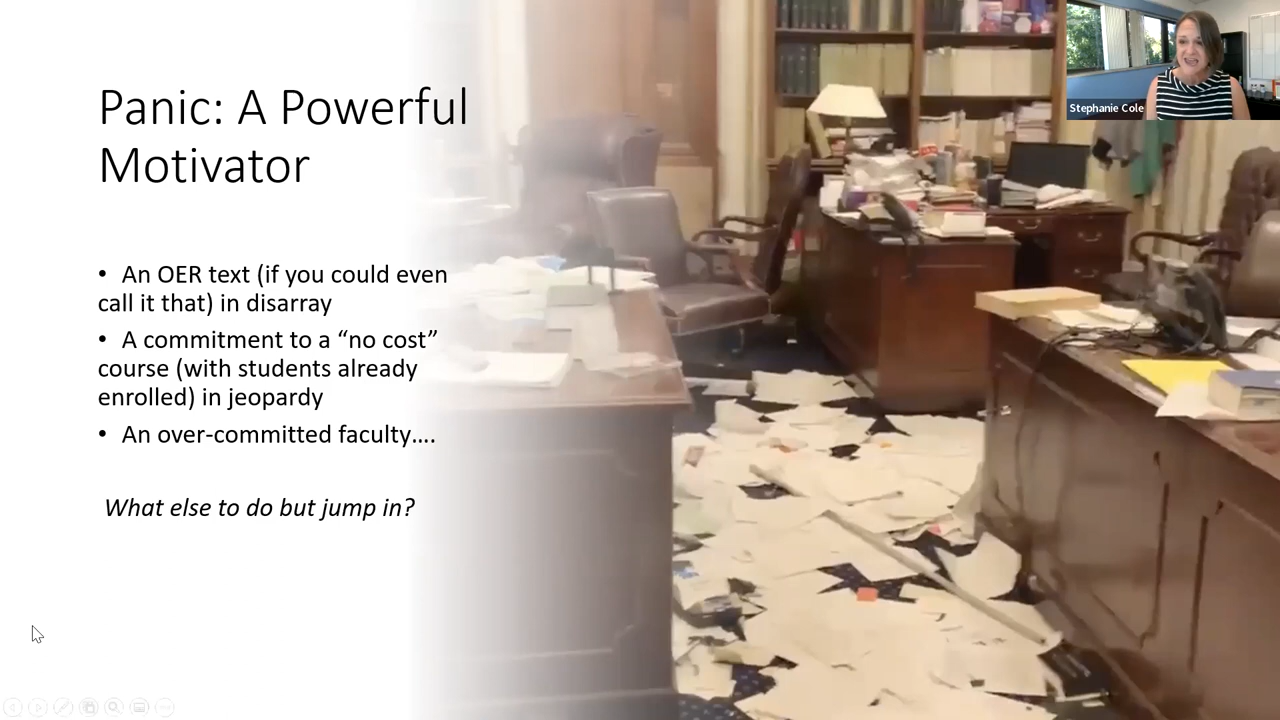 Panic: A Powerful
Motivator
• An OER text (if you could even
call it that) in disarray
• A commitment to a “no cost”
course (with students already
enrolled) in jeopardy
• An over-committed faculty….
What else to do but jump in?
Stephanie Cole